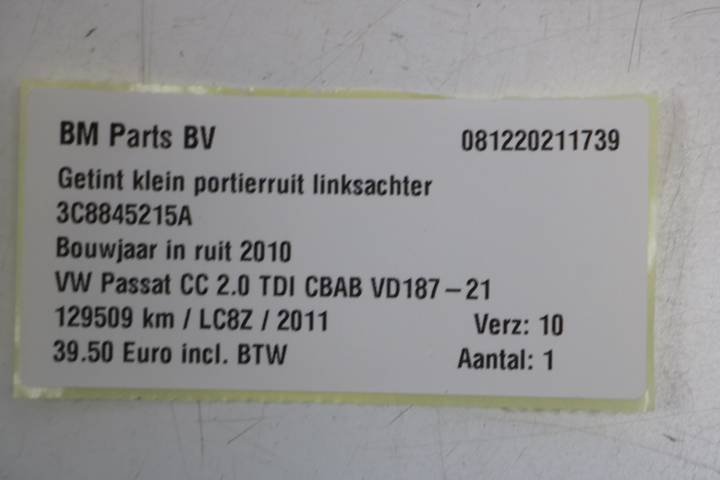 BM Parts BV 081220211739
Getint klein portierruit linksachter
3C8845215A
Bouwjaar in ruit 2010
VW Passat CC 2.0 TDI CBAB VD187-21
129509 km / LC8Z / 2011 Verz: 10
39.50 Euro incl. BTW Aantal: 1